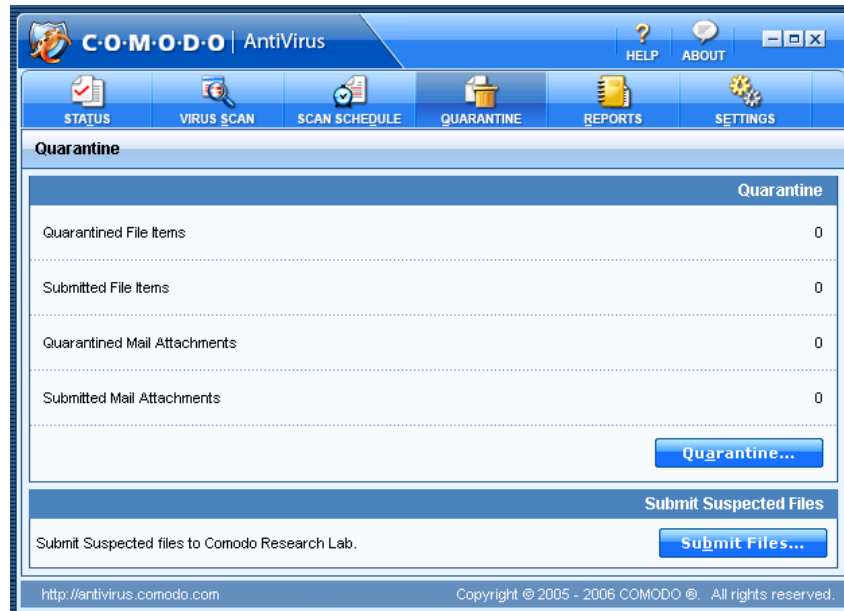 C·O·M·O·D·O | AntiVirus
HELP
ABOUT
STATUS
VIRUS SCAN
SCAN SCHEDULE
QUARANTINE
REPORTS
SETTINGS
Quarantine
Quarantine
Quarantined File Items 0
Submitted File Items 0
Quarantined Mail Attachments 0
Submitted Mail Attachments 0
Quarantine...
Submit Suspected Files
Submit Suspected files to Comodo Research Lab.
Submit Files...
http://antivirus.comodo.com Copyright © 2005 - 2006 COMODO ®. All rights reserved.